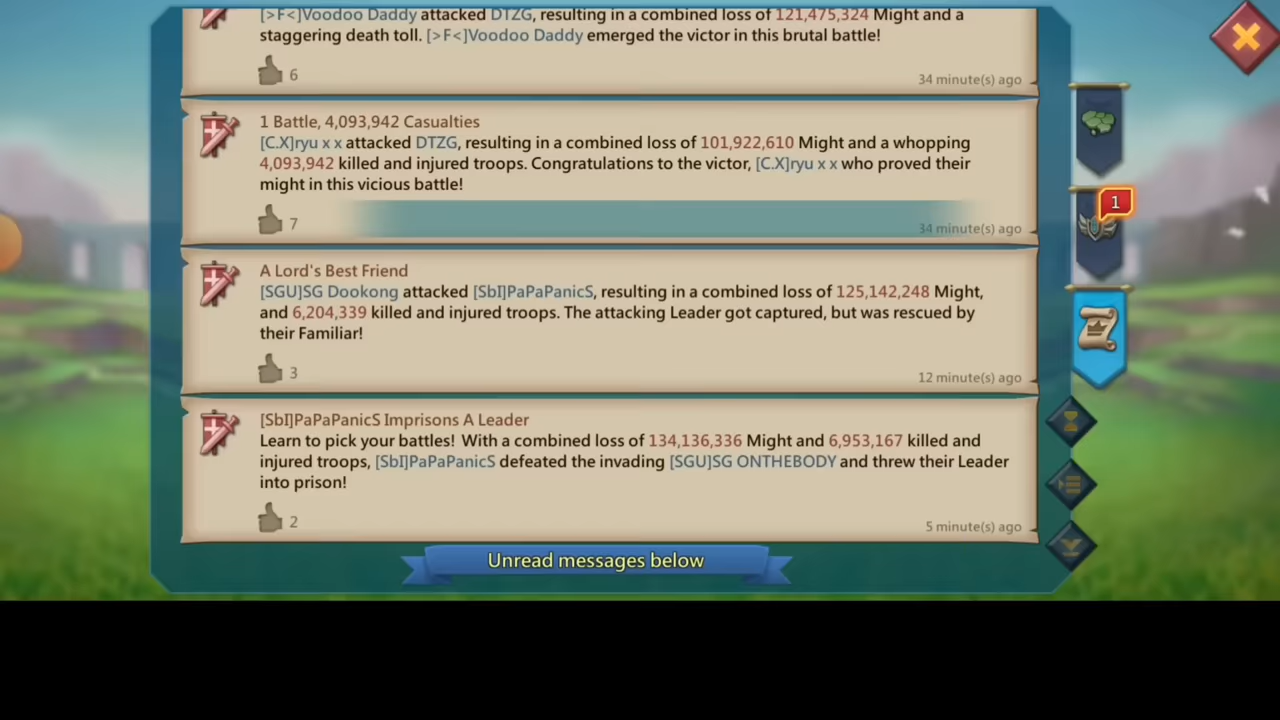 [>F<]Voodoo Daddy attacked DTZG, resulting in a combined loss of 121,475,324 Might and a
staggering death toll. [>F<]Voodoo Daddy emerged the victor in this brutal battle!
6
34 minute(s) ago
1 Battle, 4,093,942 Casualties
[C.X]ryu x x attacked DTZG, resulting in a combined loss of 101,922,610 Might and a whopping
4,093,942 killed and injured troops. Congratulations to the victor, [C.X]ryu x x who proved their
might in this vicious battle!
7
34 minute(s) ago
1
A Lord's Best Friend
[SGU]SG Dookong attacked [SbI]PaPaPanicS, resulting in a combined loss of 125,142,248 Might,
and 6,204,339 killed and injured troops. The attacking Leader got captured, but was rescued by
their Familiar!
3
12 minute(s) ago
[SbI]PaPaPanicS Imprisons A Leader
Learn to pick your battles! With a combined loss of 134,136,336 Might and 6,953,167 killed and
injured troops, [SbI]PaPaPanicS defeated the invading [SGU]SG ONTHEBODY and threw their Leader
into prison!
2
5 minute(s) ago
Unread messages below